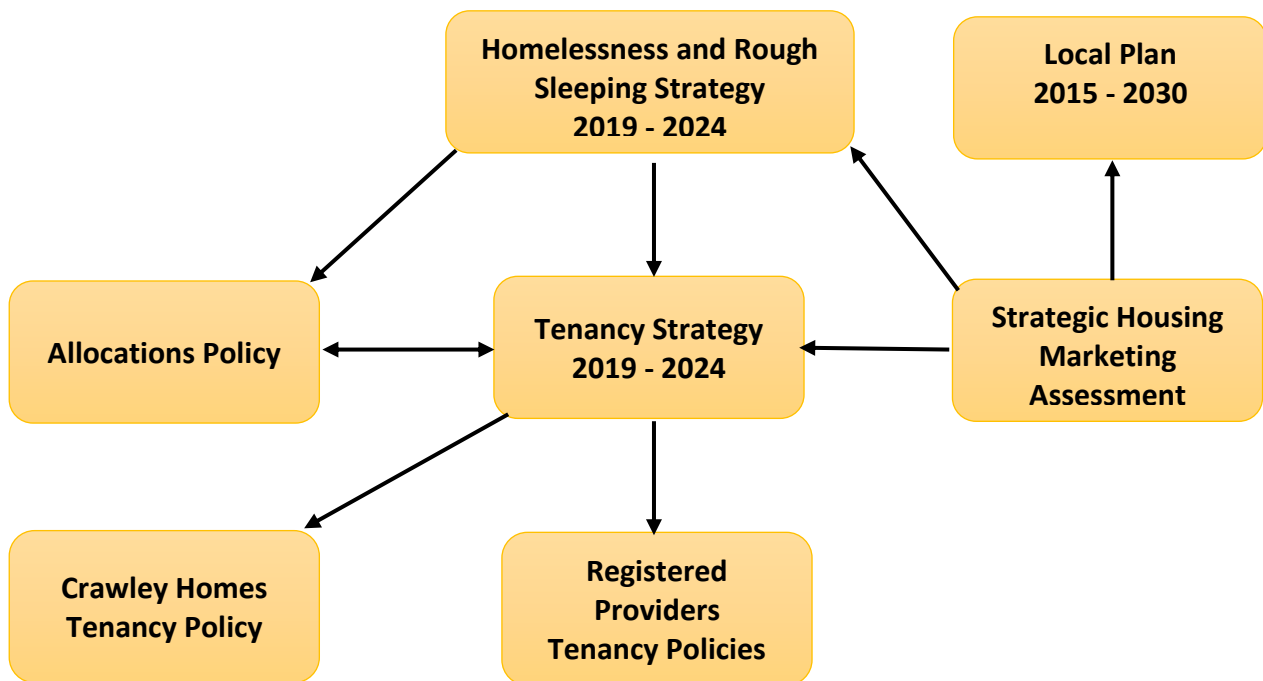 Homelessness and Rough
Sleeping Strategy
2019 - 2024
Local Plan
2015 - 2030
Allocations Policy
Tenancy Strategy
2019 - 2024
Strategic Housing
Marketing
Assessment
Crawley Homes
Tenancy Policy
Registered
Providers
Tenancy Policies